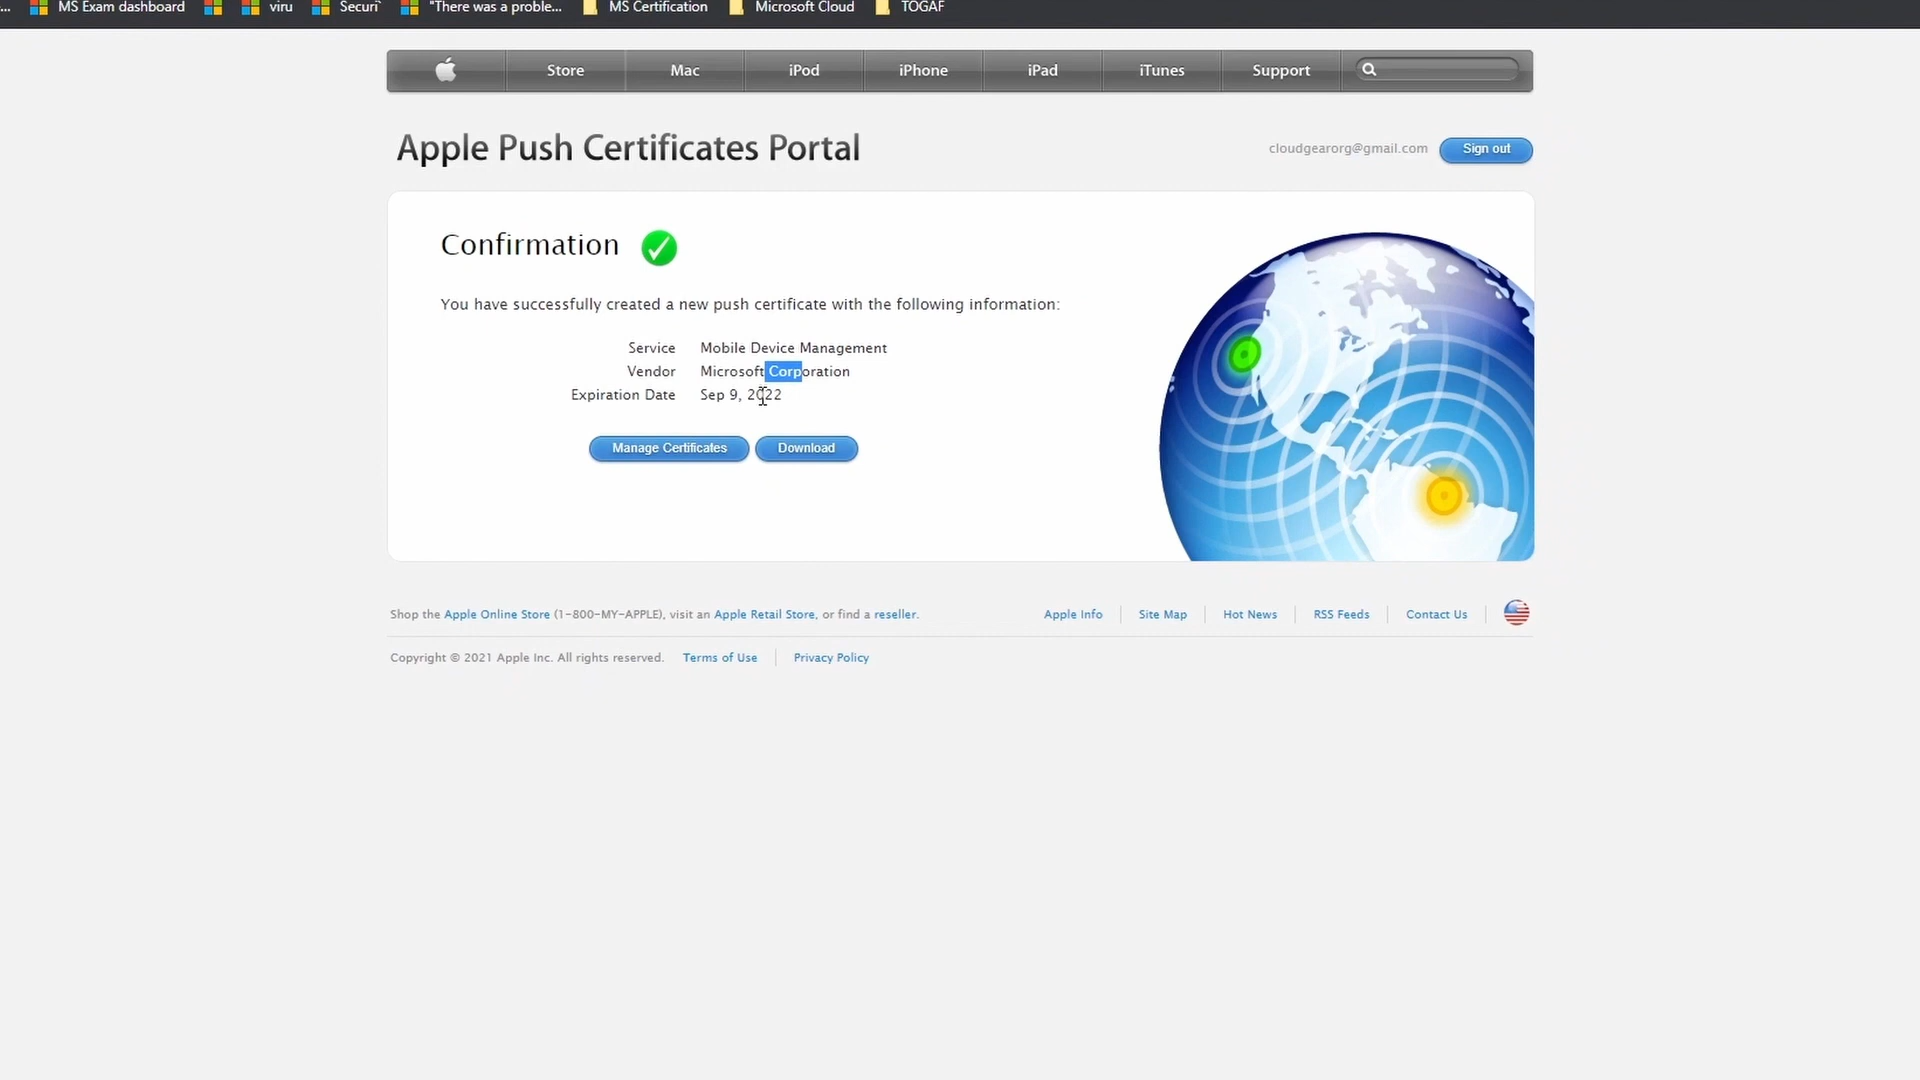 ... MS Exam dashboard viru Securi "There was a proble... MS Certification Microsoft Cloud TOGAF
Store Mac iPod iPhone iPad iTunes Support
Apple Push Certificates Portal
cloudgearorg@gmail.com Sign out
Confirmation
You have successfully created a new push certificate with the following information:
Service Mobile Device Management
Vendor Microsoft Corporation
Expiration Date Sep 9, 2022
Manage Certificates Download
Shop the Apple Online Store (1-800-MY-APPLE), visit an Apple Retail Store, or find a reseller.
Apple Info Site Map Hot News RSS Feeds Contact Us
Copyright © 2021 Apple Inc. All rights reserved. Terms of Use Privacy Policy